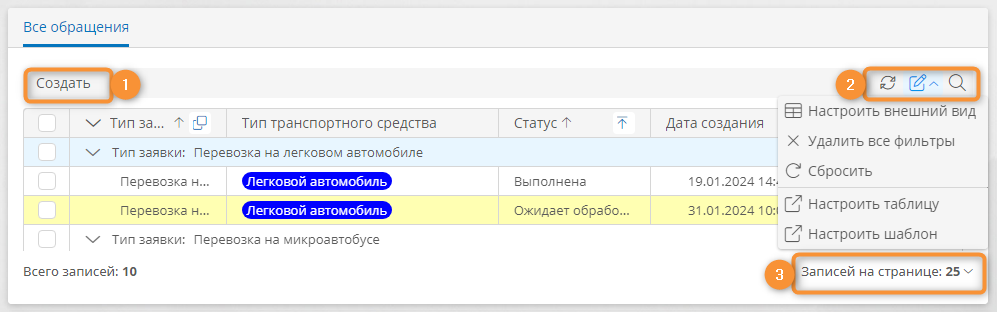 Все обращения
Создать 1
2
Тип за... Тип транспортного средства Статус Дата создания
Настроить внешний вид
Удалить все фильтры
Сбросить
Настроить таблицу
Настроить шаблон
Тип заявки: Перевозка на легковом автомобиле
Перевозка н... Легковой автомобиль Выполнена 19.01.2024 14:4
Перевозка н... Легковой автомобиль Ожидает обрабо... 31.01.2024 10:0
Тип заявки: Перевозка на микроавтобусе
Всего записей: 10
3 Записей на странице: 25